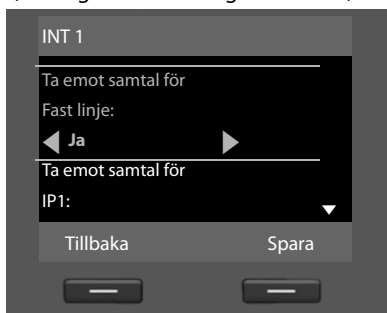 INT 1
Ta emot samtal för
Fast linje:
Ja
Ta emot samtal för
IP1:
Tillbaka Spara